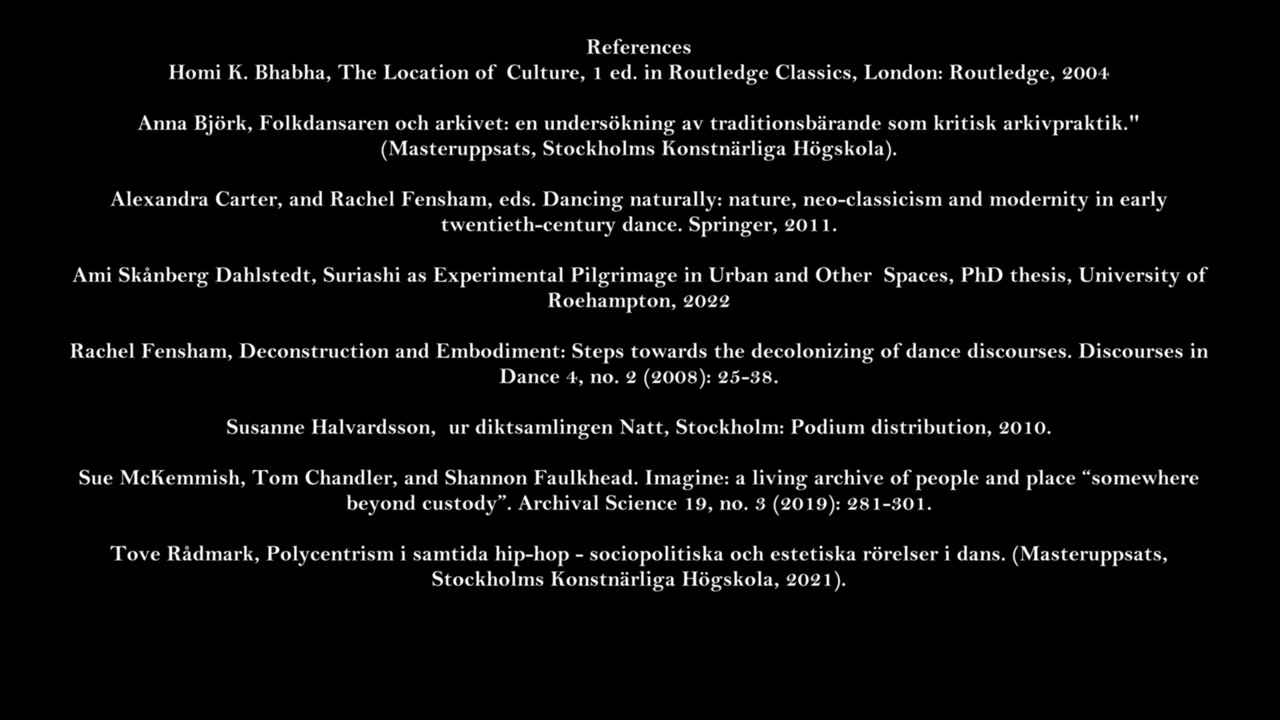 References
Homi K. Bhabha, The Location of Culture, 1 ed. in Routledge Classics, London: Routledge, 2004
Anna Björk, Folkdansaren och arkivet: en undersökning av traditionsbärande som kritisk arkivpraktik."
(Masteruppsats, Stockholms Konstnärliga Högskola).
Alexandra Carter, and Rachel Fensham, eds. Dancing naturally: nature, neo-classicism and modernity in early
twentieth-century dance. Springer, 2011.
Ami Skånberg Dahlstedt, Suriashi as Experimental Pilgrimage in Urban and Other Spaces, PhD thesis, University of
Roehampton, 2022
Rachel Fensham, Deconstruction and Embodiment: Steps towards the decolonizing of dance discourses. Discourses in
Dance 4, no. 2 (2008): 25-38.
Susanne Halvardsson, ur diktsamlingen Natt, Stockholm: Podium distribution, 2010.
Sue McKemmish, Tom Chandler, and Shannon Faulkhead. Imagine: a living archive of people and place “somewhere
beyond custody”. Archival Science 19, no. 3 (2019): 281-301.
Tove Rådmark, Polycentrism i samtida hip-hop - sociopolitiska och estetiska rörelser i dans. (Masteruppsats,
Stockholms Konstnärliga Högskola, 2021).